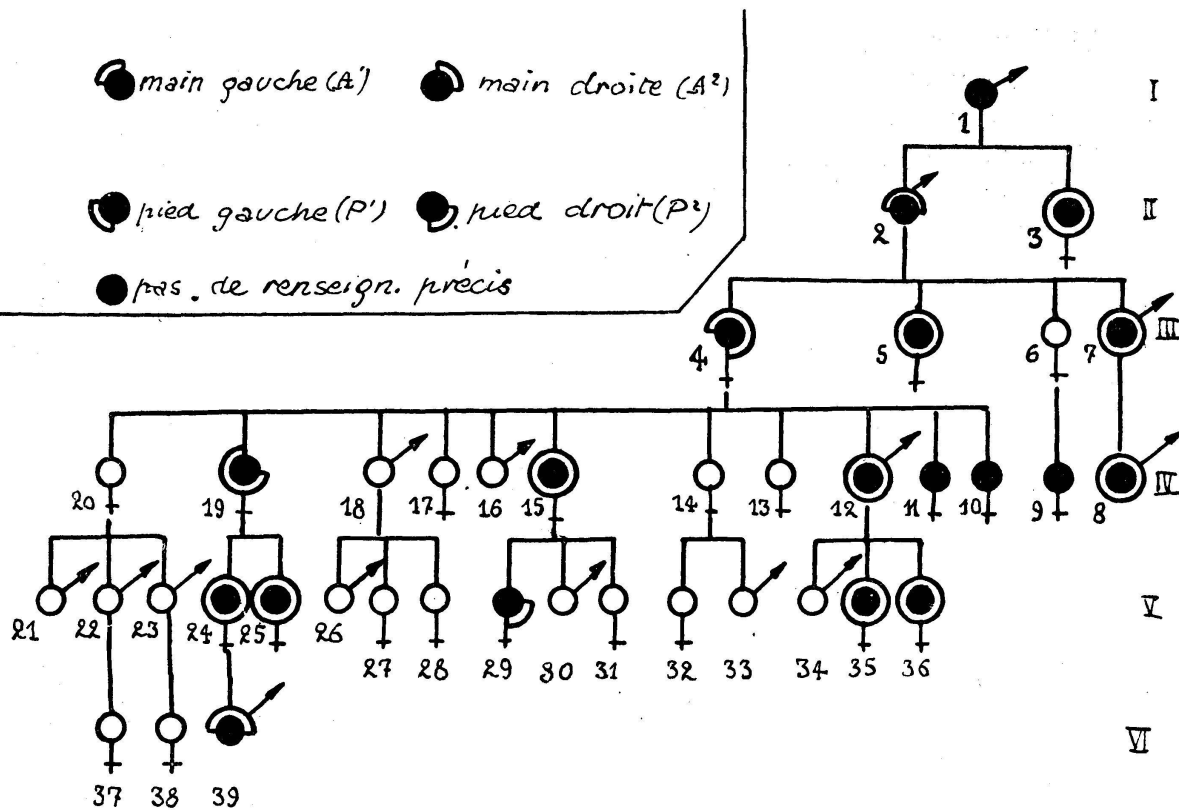 main gauche (A¹) main droite (A²)
pied gauche (P¹) pied droit (P²)
pas. de renseign. précis
I
1
II
2 3
III
4 5 6 7
IV
20 19 18 17 16 15 14 13 12 11 10 9 8
V
21 22 23 24 25 26 27 28 29 30 31 32 33 34 35 36
VI
37 38 39